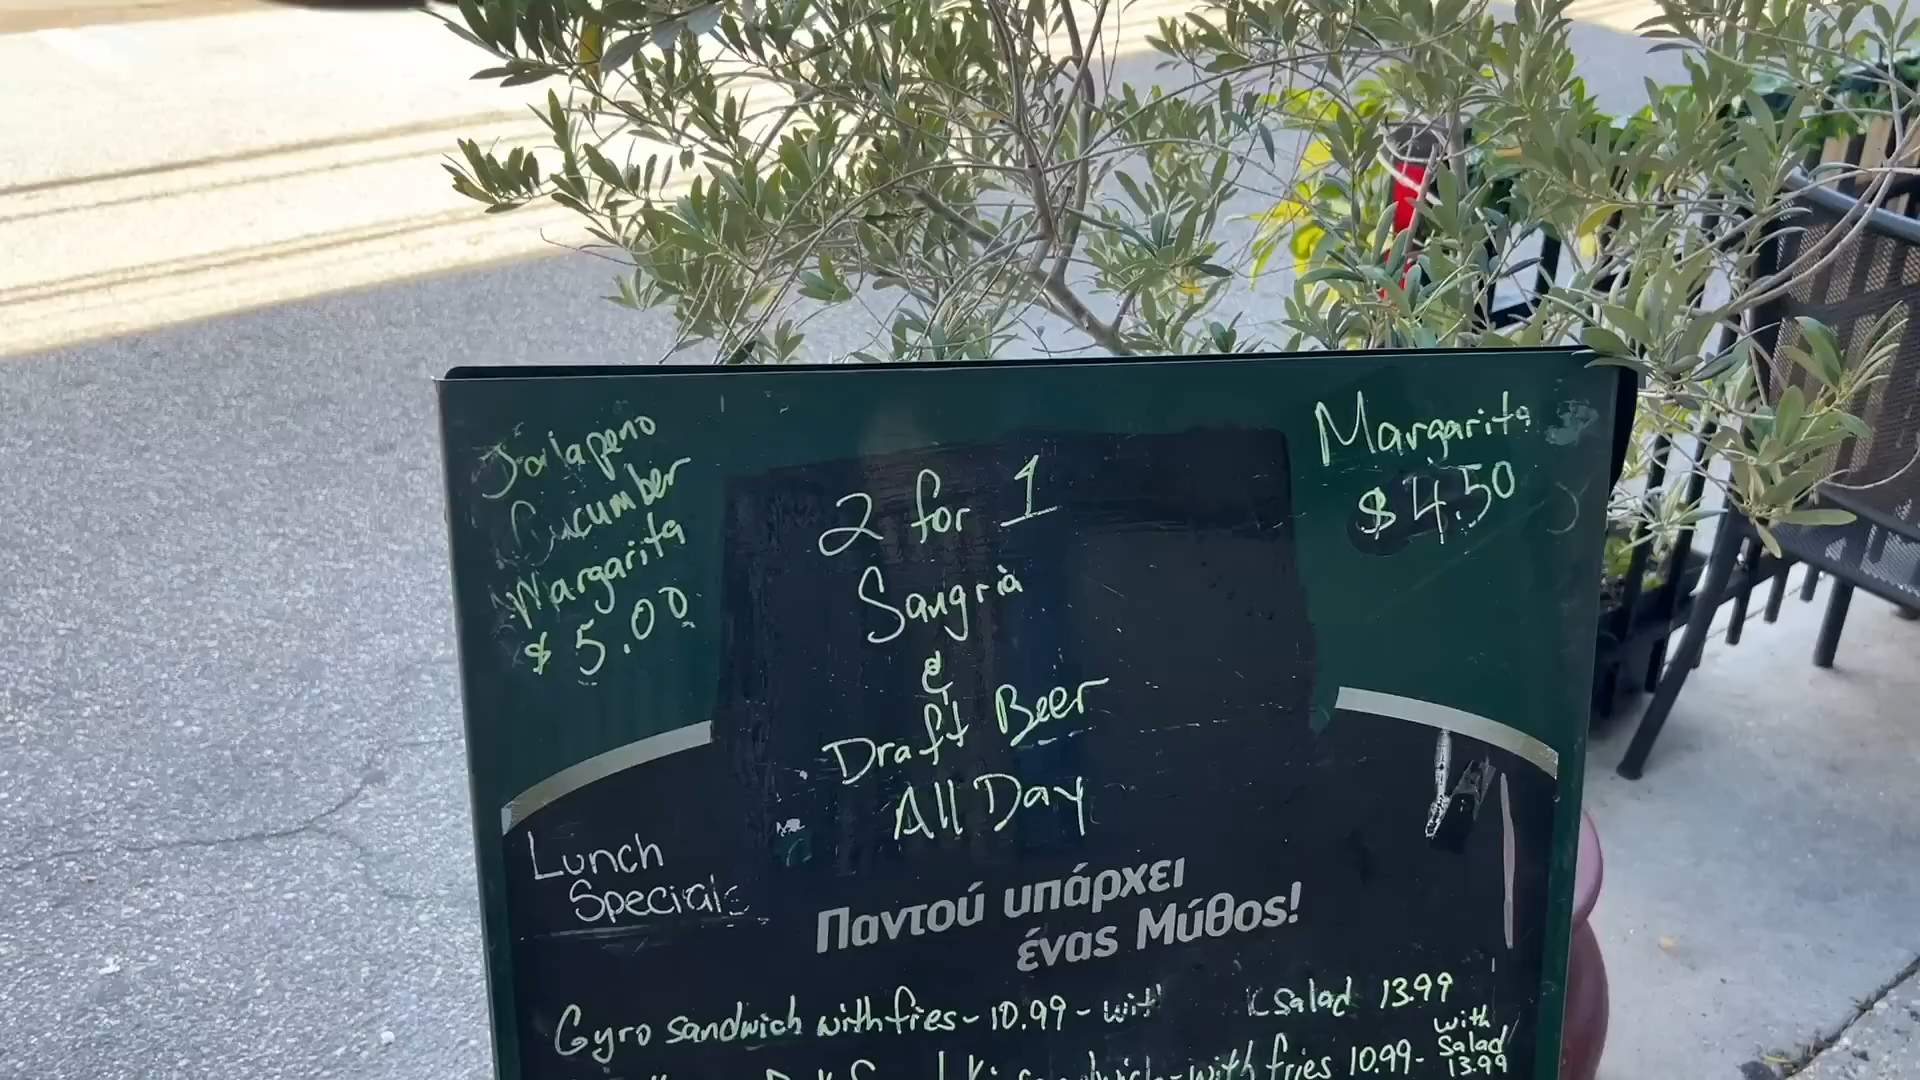 Jalapeno
Cucumber
Margarita
$5.00
Margarita
$4.50
2 for 1
Sangria
&
Draft Beer
All Day
Lunch
Specials
Παντού υπάρχει
ένας Μύθος!
Gyro sandwich with fries - 10.99 - salad 13.99
with fries 10.99 -
with
Salad
13.99